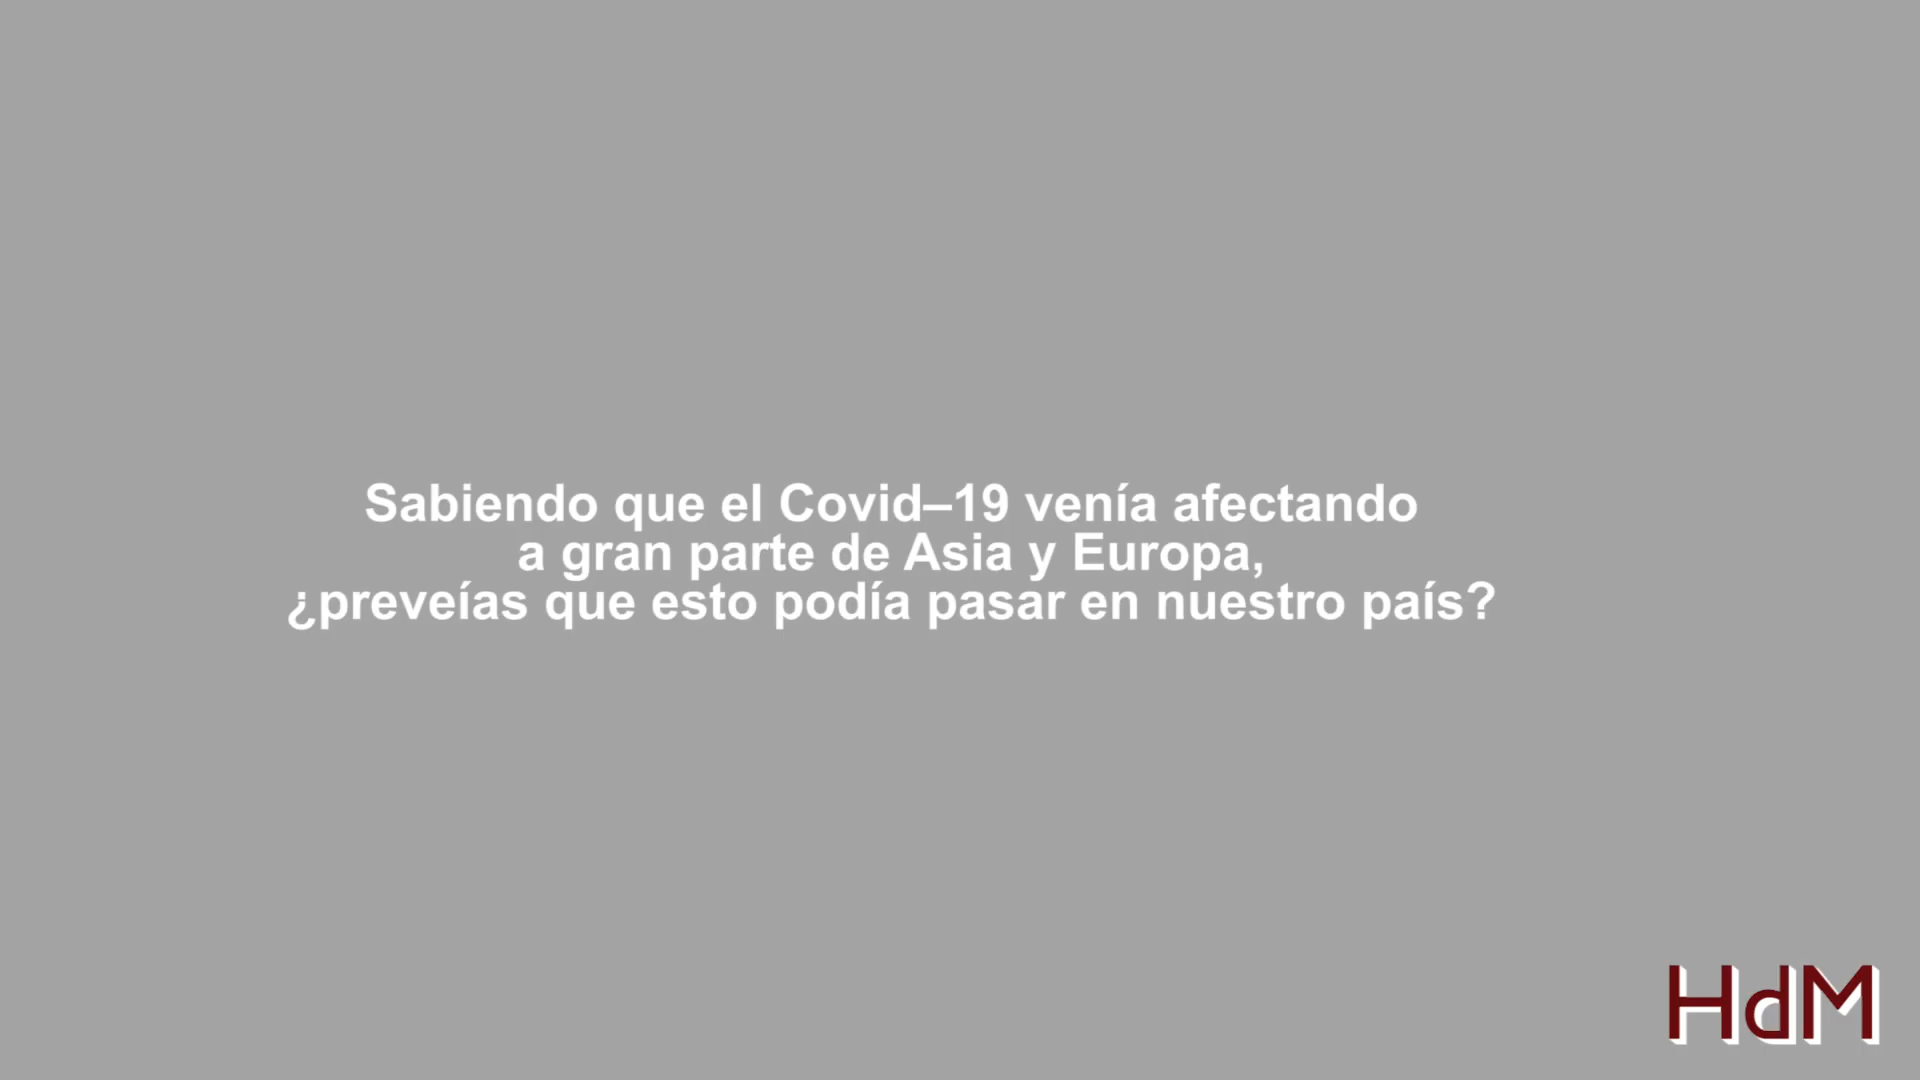 Sabiendo que el Covid–19 venía afectando
a gran parte de Asia y Europa,
¿preveías que esto podía pasar en nuestro país?
HdM